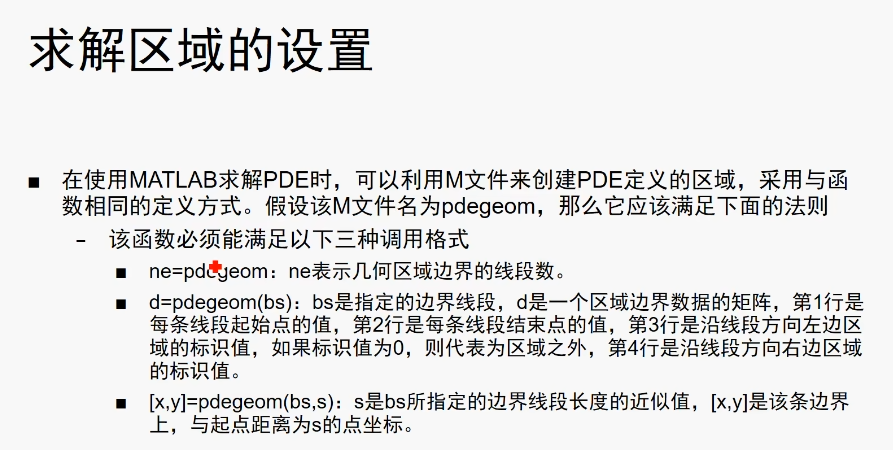 求解区域的设置
■ 在使用MATLAB求解PDE时，可以利用M文件来创建PDE定义的区域，采用与函
数相同的定义方式。假设该M文件名为pdegeom，那么它应该满足下面的法则
– 该函数必须能满足以下三种调用格式
■ ne=pdegeom：ne表示几何区域边界的线段数。
■ d=pdegeom(bs)：bs是指定的边界线段，d是一个区域边界数据的矩阵，第1行是
每条线段起始点的值，第2行是每条线段结束点的值，第3行是沿线段方向左边区
域的标识值，如果标识值为0，则代表为区域之外，第4行是沿线段方向右边区域
的标识值。
■ [x,y]=pdegeom(bs,s)：s是bs所指定的边界线段长度的近似值，[x,y]是该条边界
上，与起点距离为s的点坐标。